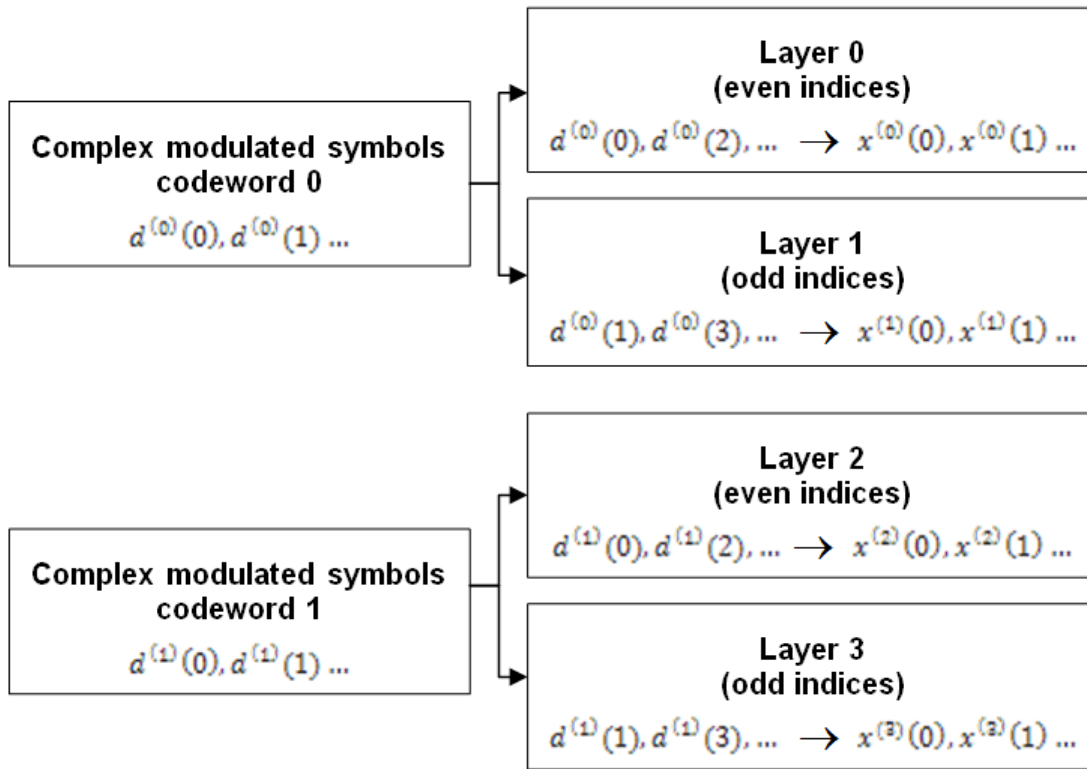 Complex modulated symbols
codeword 0
d⁽⁰⁾(0), d⁽⁰⁾(1) ...
Layer 0
(even indices)
d⁽⁰⁾(0), d⁽⁰⁾(2), ... → x⁽⁰⁾(0), x⁽⁰⁾(1) ...
Layer 1
(odd indices)
d⁽⁰⁾(1), d⁽⁰⁾(3), ... → x⁽¹⁾(0), x⁽¹⁾(1) ...
Complex modulated symbols
codeword 1
d⁽¹⁾(0), d⁽¹⁾(1) ...
Layer 2
(even indices)
d⁽¹⁾(0), d⁽¹⁾(2), ... → x⁽²⁾(0), x⁽²⁾(1) ...
Layer 3
(odd indices)
d⁽¹⁾(1), d⁽¹⁾(3), ... → x⁽³⁾(0), x⁽³⁾(1) ...